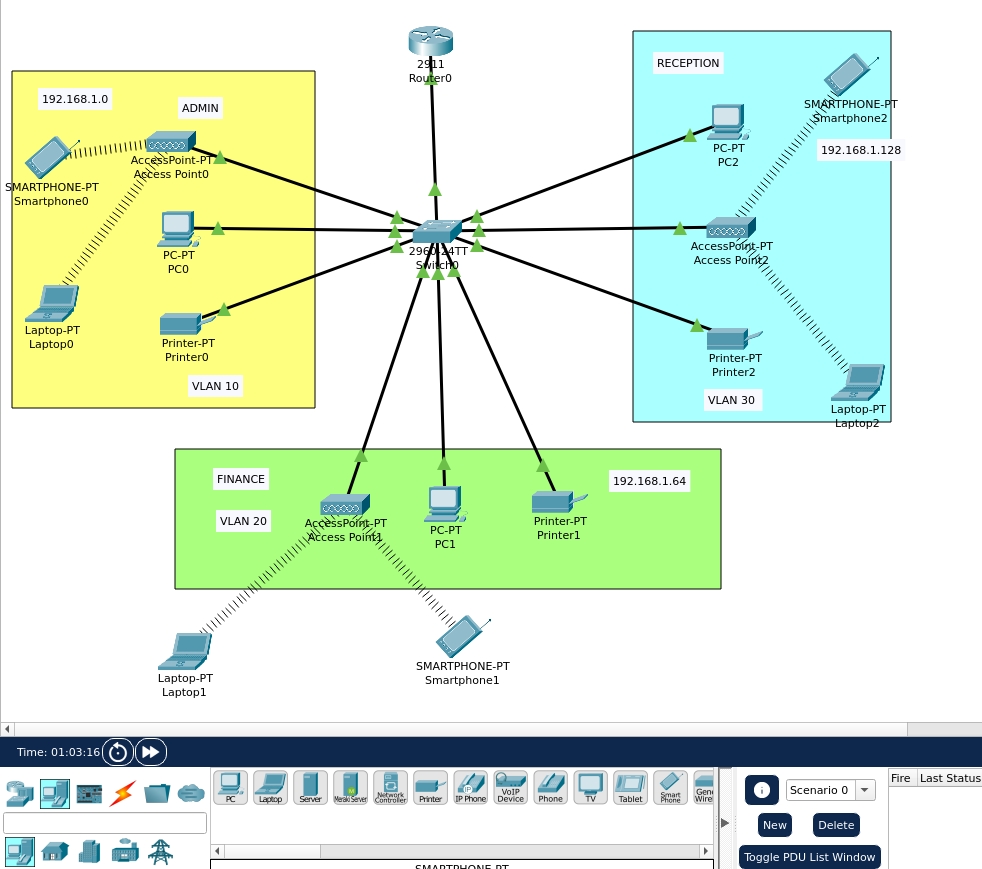 2911
Router0
192.168.1.0
ADMIN
AccessPoint-PT
Access Point0
SMARTPHONE-PT
Smartphone0
PC-PT
PC0
Laptop-PT
Laptop0
Printer-PT
Printer0
VLAN 10
2960-24TT
Switch0
RECEPTION
SMARTPHONE-PT
Smartphone2
PC-PT
PC2
192.168.1.128
AccessPoint-PT
Access Point2
Printer-PT
Printer2
VLAN 30
Laptop-PT
Laptop2
FINANCE
192.168.1.64
VLAN 20
AccessPoint-PT
Access Point1
PC-PT
PC1
Printer-PT
Printer1
Laptop-PT
Laptop1
SMARTPHONE-PT
Smartphone1
Time: 01:03:16
PC
Laptop
Server
Meraki Server
Network
Controller
Printer
IP Phone
VoIP
Device
Phone
TV
Tablet
Smart
Phone
Scenario 0
New
Delete
Toggle PDU List Window
Fire
Last Status
SMARTPHONE-PT